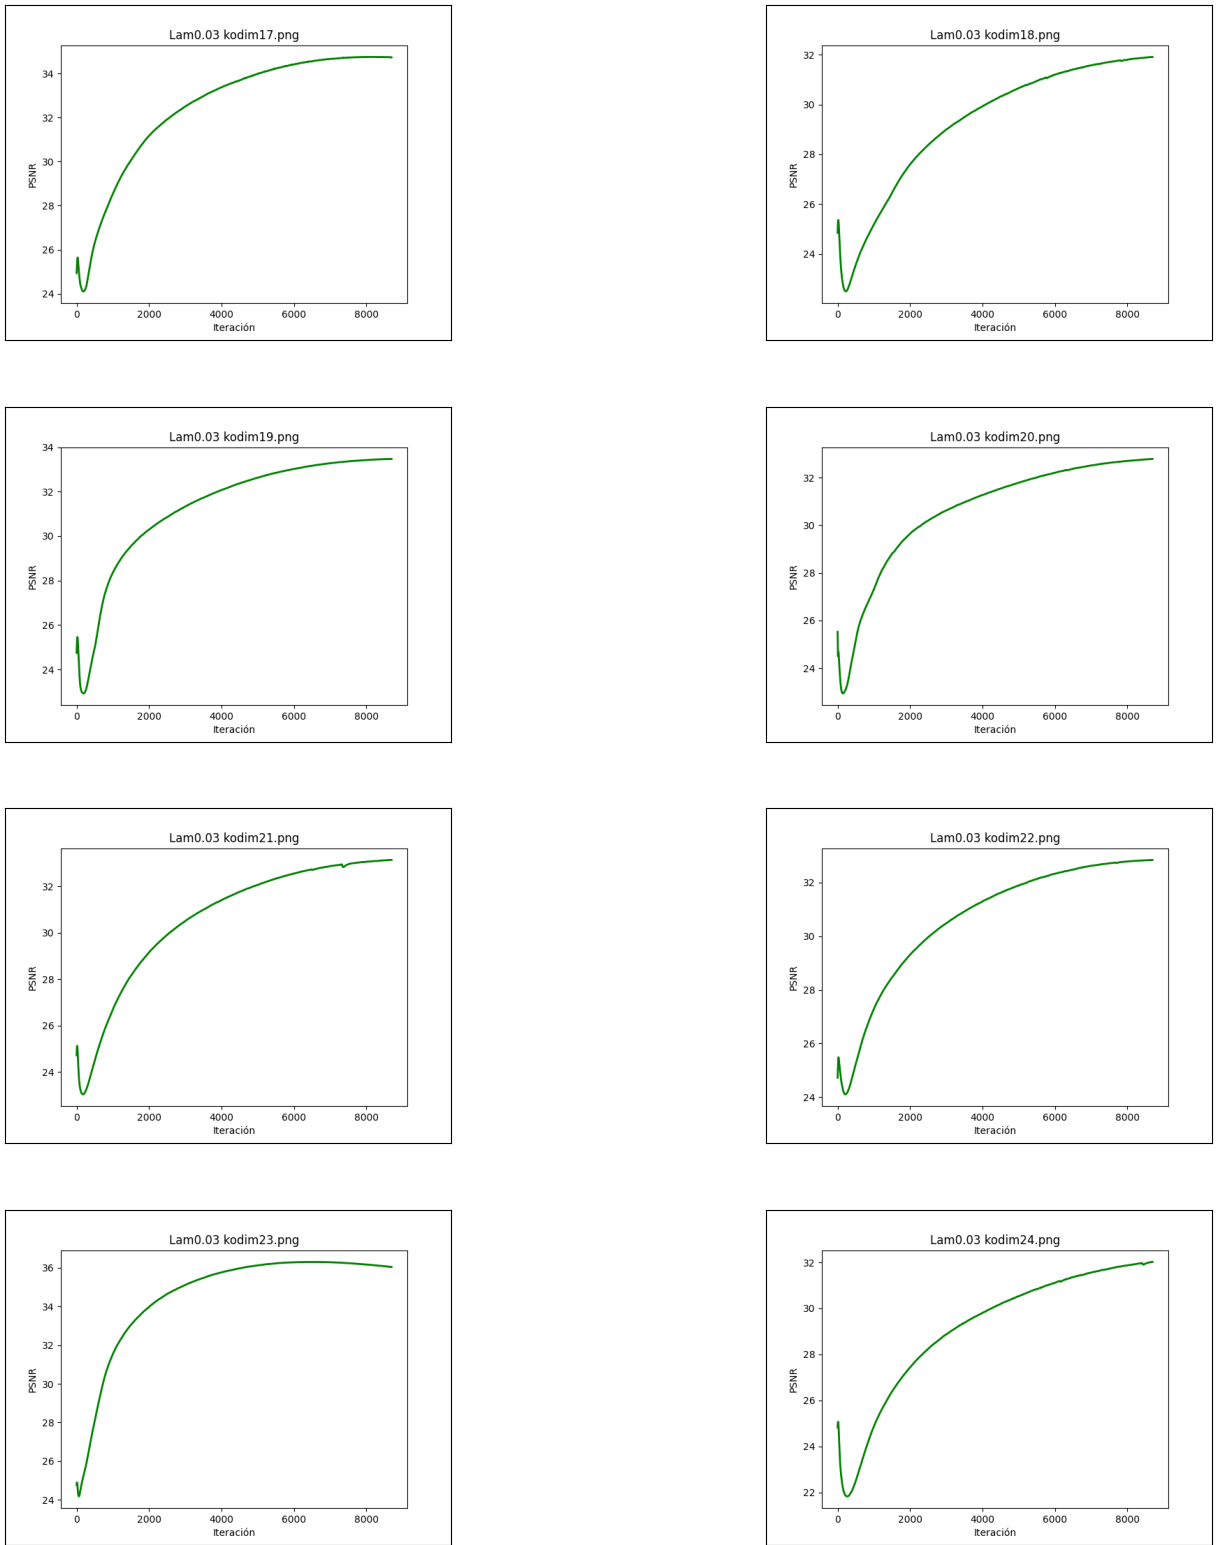 Lam0.03 kodim17.png
34
32
30
28
26
24
PSNR
0 2000 4000 6000 8000
Iteración
Lam0.03 kodim18.png
32
30
28
26
24
PSNR
0 2000 4000 6000 8000
Iteración
Lam0.03 kodim19.png
34
32
30
28
26
24
PSNR
0 2000 4000 6000 8000
Iteración
Lam0.03 kodim20.png
32
30
28
26
24
PSNR
0 2000 4000 6000 8000
Iteración
Lam0.03 kodim21.png
32
30
28
26
24
PSNR
0 2000 4000 6000 8000
Iteración
Lam0.03 kodim22.png
32
30
28
26
24
PSNR
0 2000 4000 6000 8000
Iteración
Lam0.03 kodim23.png
36
34
32
30
28
26
24
PSNR
0 2000 4000 6000 8000
Iteración
Lam0.03 kodim24.png
32
30
28
26
24
22
PSNR
0 2000 4000 6000 8000
Iteración